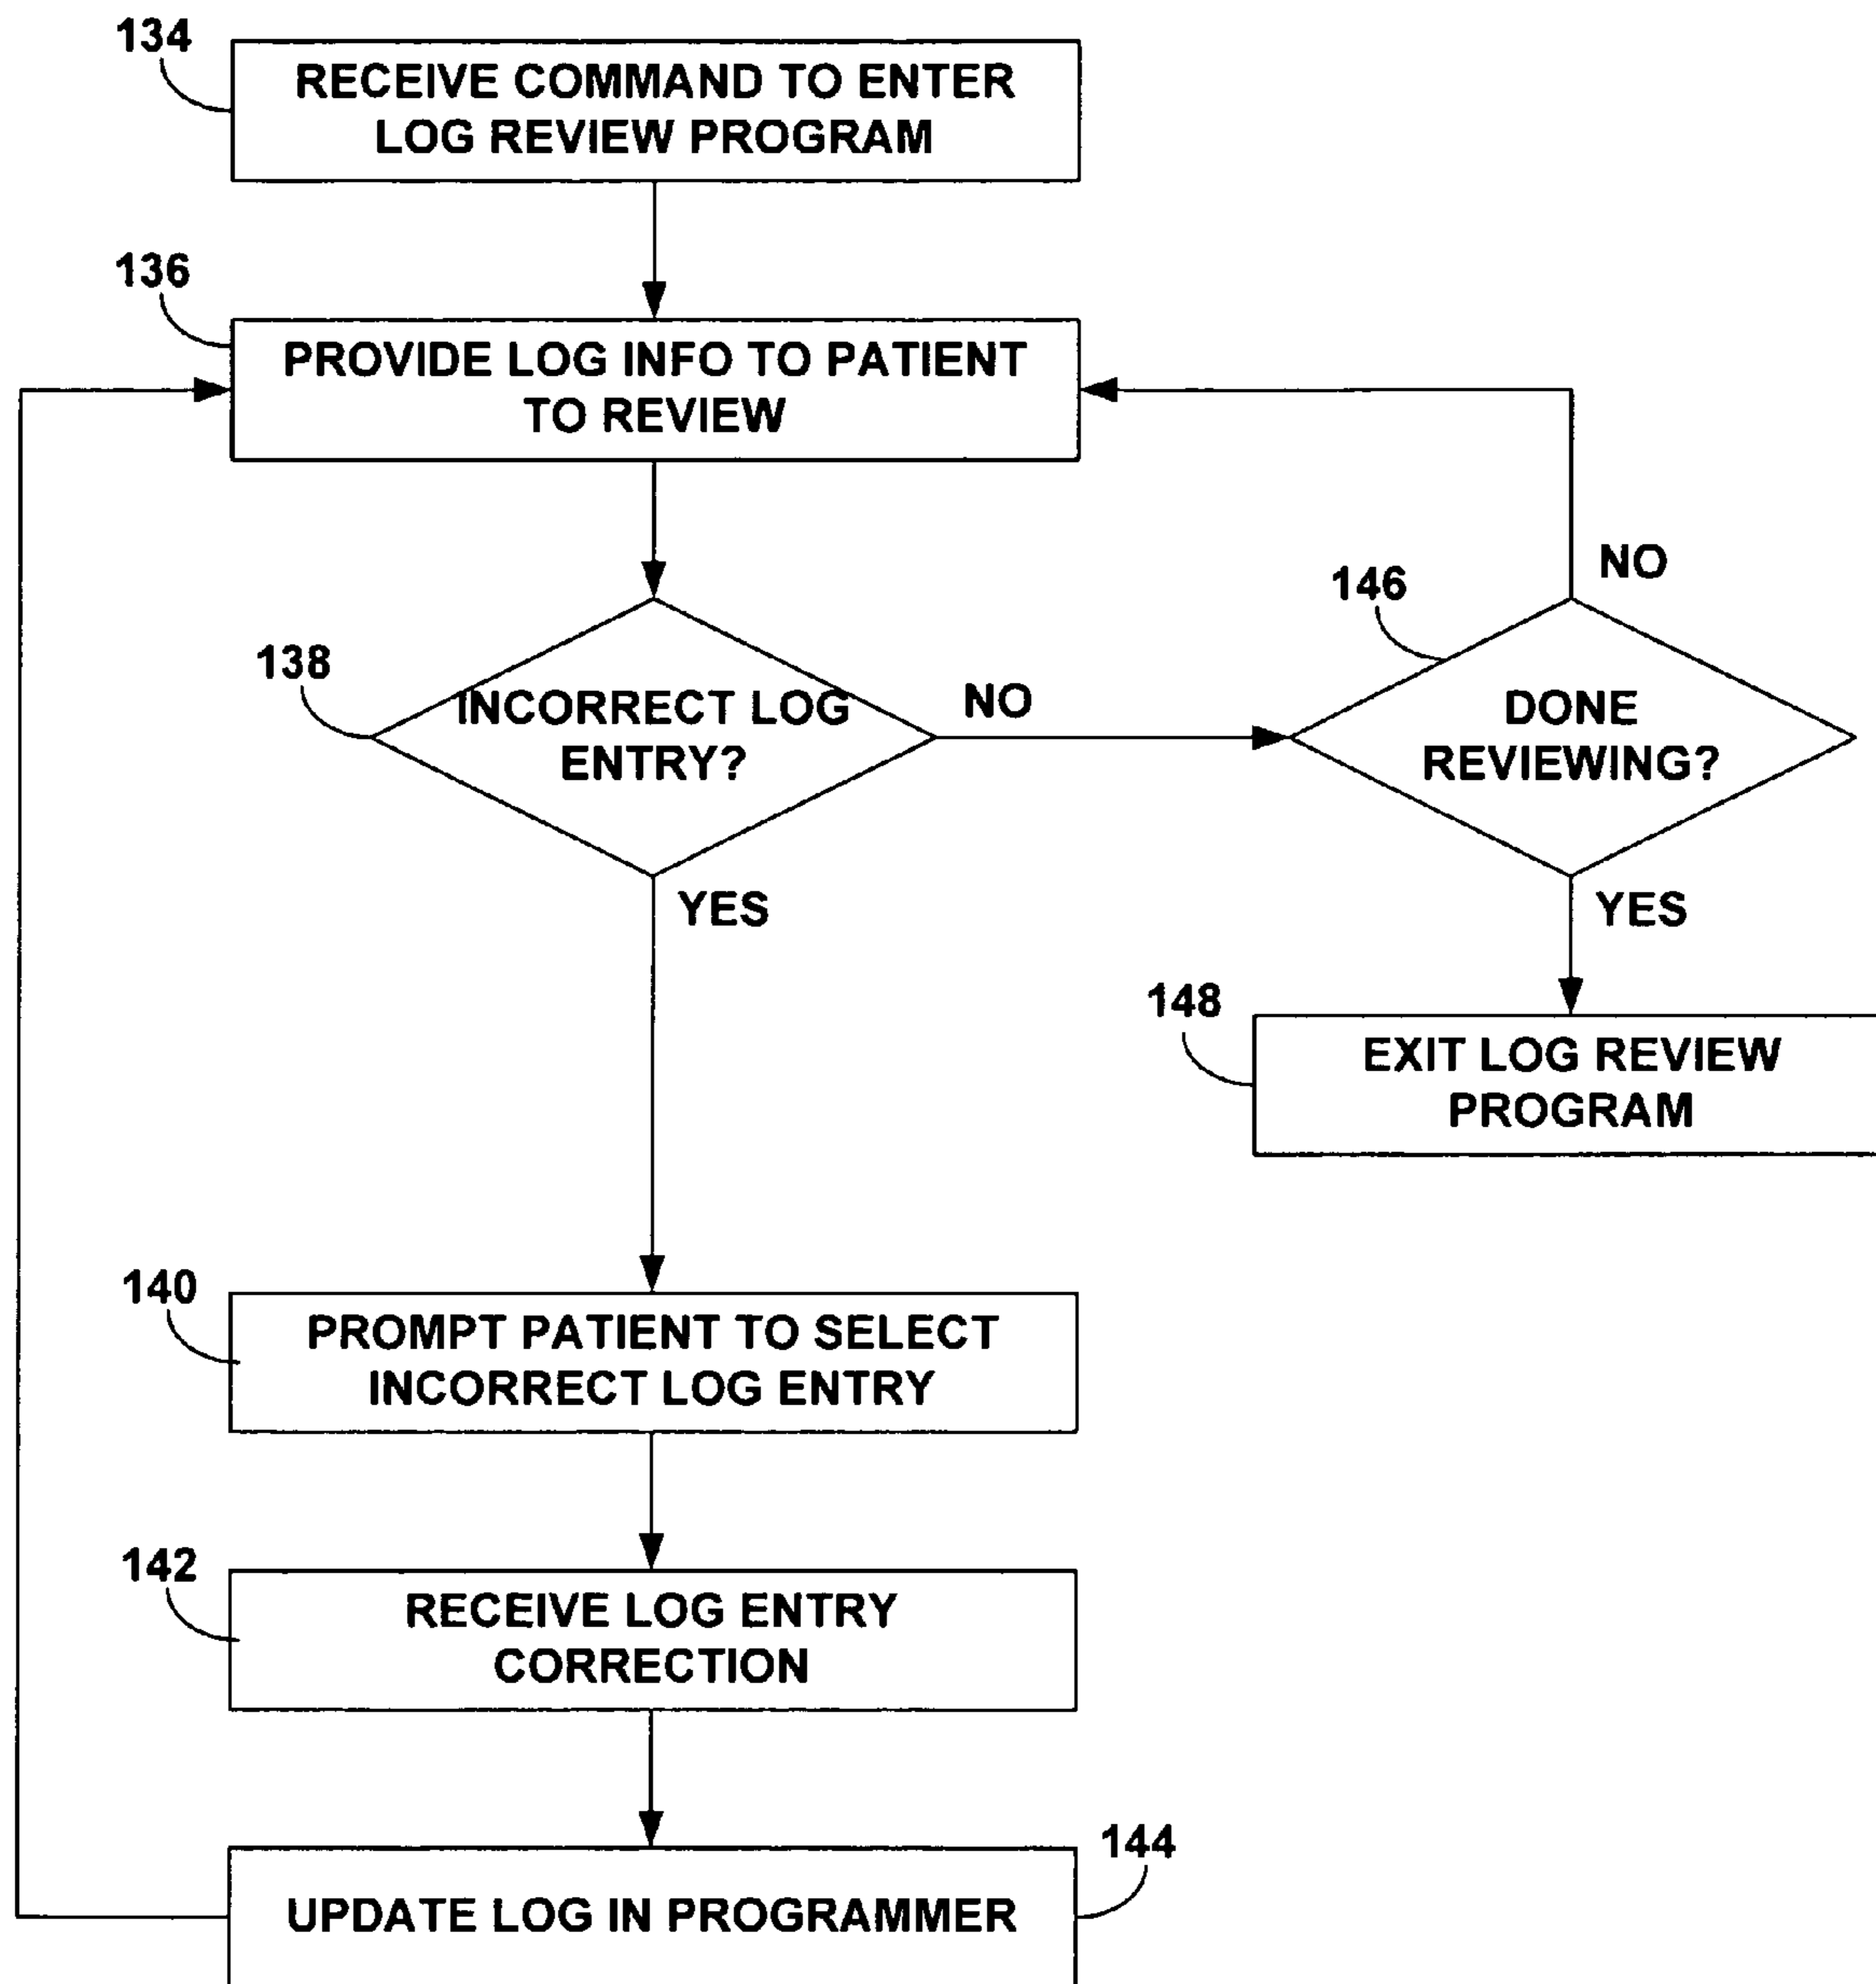 134
RECEIVE COMMAND TO ENTER
LOG REVIEW PROGRAM
136
PROVIDE LOG INFO TO PATIENT
TO REVIEW
138
INCORRECT LOG
ENTRY?
NO
YES
146
NO
DONE
REVIEWING?
YES
148
EXIT LOG REVIEW
PROGRAM
140
PROMPT PATIENT TO SELECT
INCORRECT LOG ENTRY
142
RECEIVE LOG ENTRY
CORRECTION
144
UPDATE LOG IN PROGRAMMER